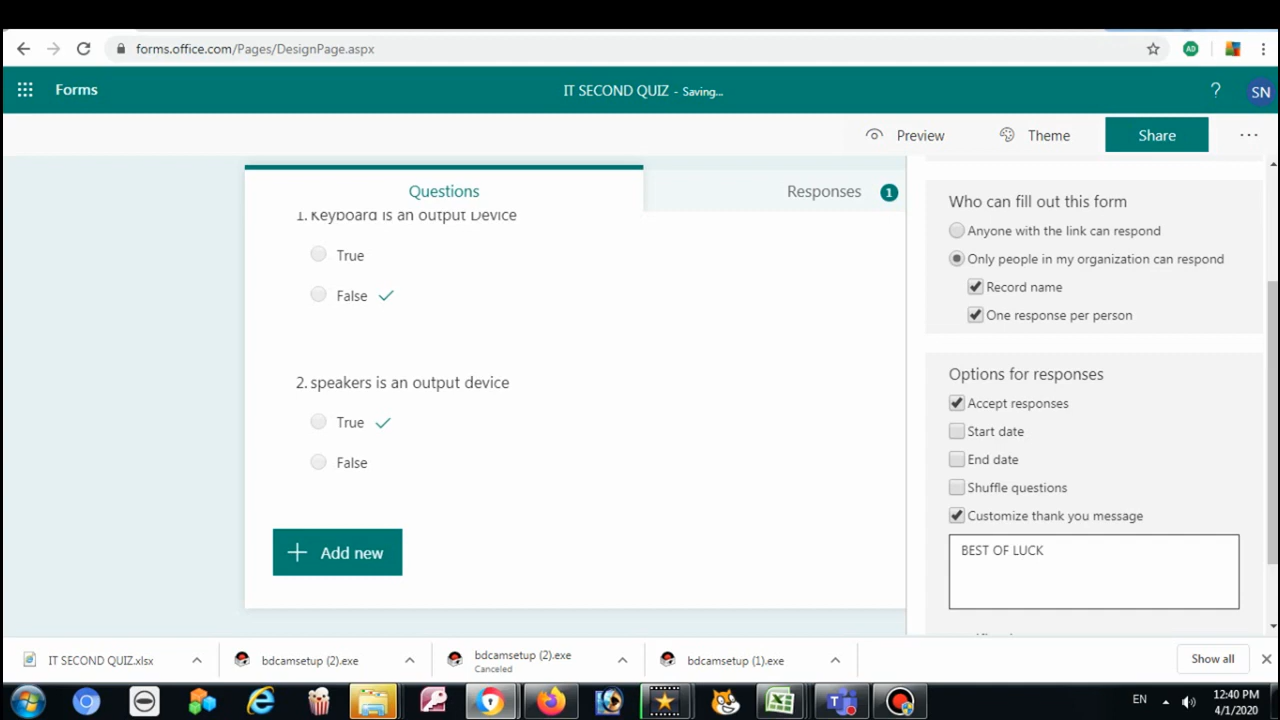 forms.office.com/Pages/DesignPage.aspx
AD
Forms
IT SECOND QUIZ - Saving...
?
SN
Preview
Theme
Share
...
Questions
Responses
1
1. Keyboard is an output Device
True
False
2. speakers is an output device
True
False
Add new
Who can fill out this form
Anyone with the link can respond
Only people in my organization can respond
Record name
One response per person
Options for responses
Accept responses
Start date
End date
Shuffle questions
Customize thank you message
BEST OF LUCK
IT SECOND QUIZ.xlsx
bdcamsetup (2).exe
bdcamsetup (2).exe
Canceled
bdcamsetup (1).exe
Show all
EN
12:40 PM
4/1/2020